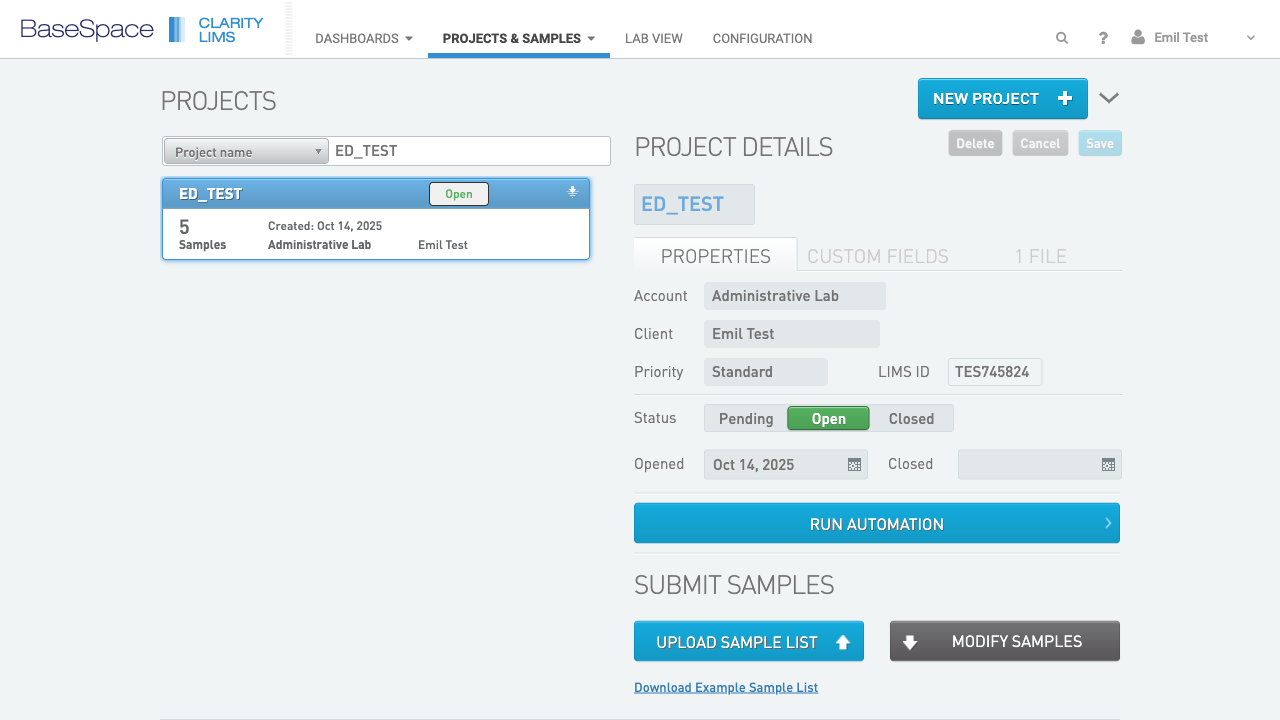 BaseSpace CLARITY LIMS
DASHBOARDS PROJECTS & SAMPLES LAB VIEW CONFIGURATION ? Emil Test
PROJECTS
NEW PROJECT
Project name ED_TEST
ED_TEST Open
5 Created: Oct 14, 2025
Samples Administrative Lab Emil Test
PROJECT DETAILS Delete Cancel Save
ED_TEST
PROPERTIES CUSTOM FIELDS 1 FILE
Account Administrative Lab
Client Emil Test
Priority Standard LIMS ID TES745824
Status Pending Open Closed
Opened Oct 14, 2025 Closed
RUN AUTOMATION
SUBMIT SAMPLES
UPLOAD SAMPLE LIST MODIFY SAMPLES
Download Example Sample List